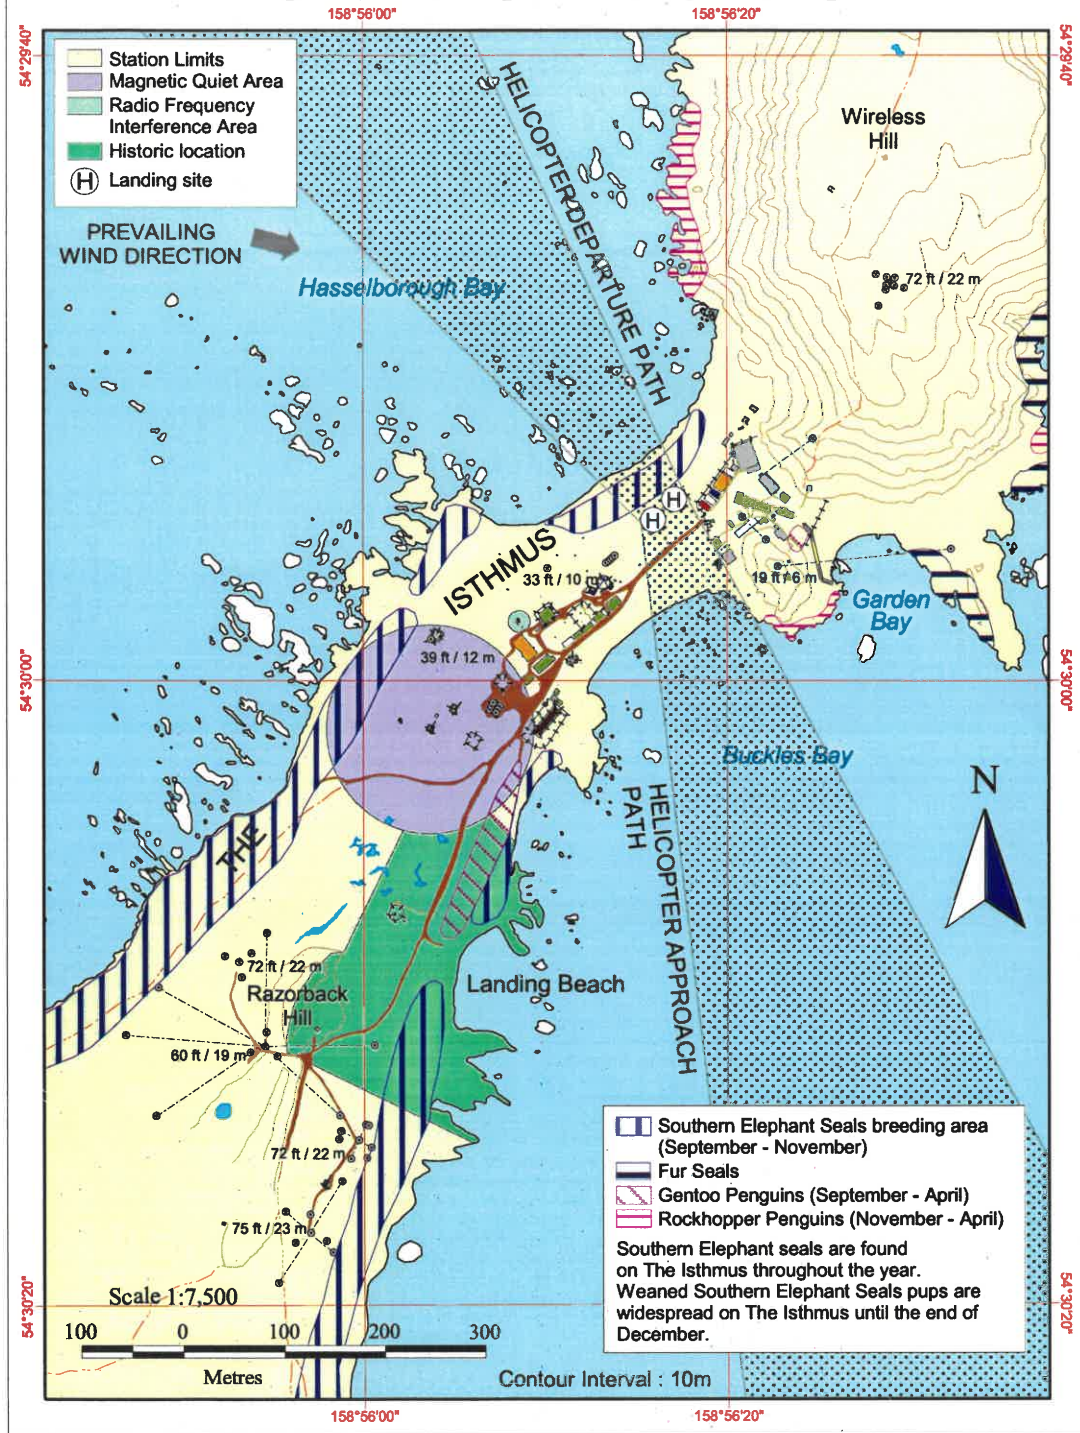 158°56'00"
158°56'20"
54°29'40"
54°29'40"
Station Limits
Magnetic Quiet Area
Radio Frequency
Interference Area
Historic location
H Landing site
PREVAILING
WIND DIRECTION
Hasselborough Bay
HELICOPTER DEPARTURE PATH
Wireless
Hill
72 ft / 22 m
H
H
THE ISTHMUS
33 ft / 10 m
19 ft / 6 m
Garden
Bay
39 ft / 12 m
54°30'00"
54°30'00"
Buckles Bay
HELICOPTER APPROACH
PATH
N
72 ft / 22 m
Razorback
Hill
Landing Beach
60 ft / 19 m
72 ft / 22 m
75 ft / 23 m
Southern Elephant Seals breeding area
(September - November)
Fur Seals
Gentoo Penguins (September - April)
Rockhopper Penguins (November - April)
Southern Elephant seals are found
on The Isthmus throughout the year.
Weaned Southern Elephant Seals pups are
widespread on The Isthmus until the end of
December.
54°30'20"
54°30'20"
Scale 1:7,500
100 0 100 200 300
Metres
Contour Interval : 10m
158°56'00"
158°56'20"